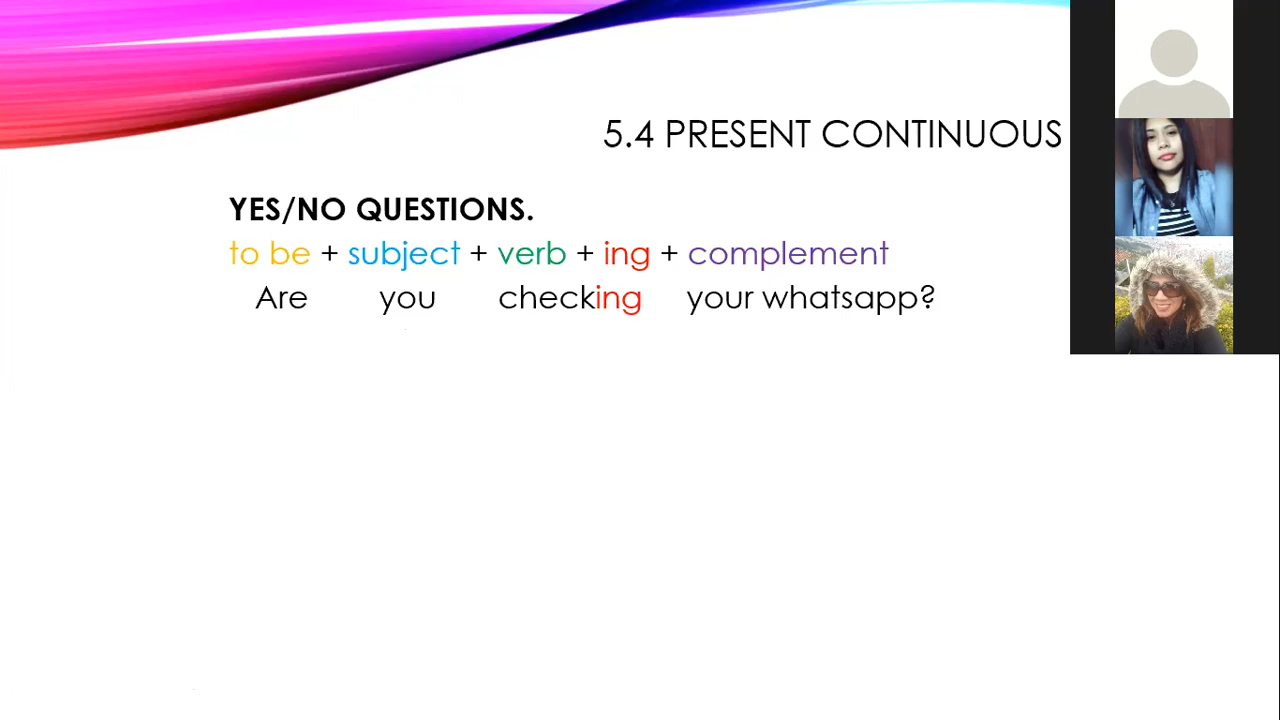 5.4 PRESENT CONTINUOUS
YES/NO QUESTIONS.
to be + subject + verb + ing + complement
Are you checking your whatsapp?